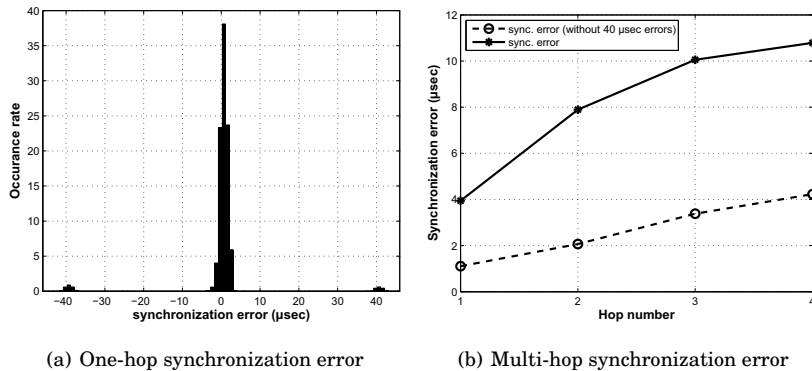 40
35
30
25
20
15
10
5
0
Occurance rate
−40 −30 −20 −10 0 10 20 30 40
synchronization error (μsec)
(a) One-hop synchronization error
12
10
8
6
4
2
0
Synchronization error (μsec)
sync. error (without 40 μsec errors)
sync. error
1 2 3 4
Hop number
(b) Multi-hop synchronization error